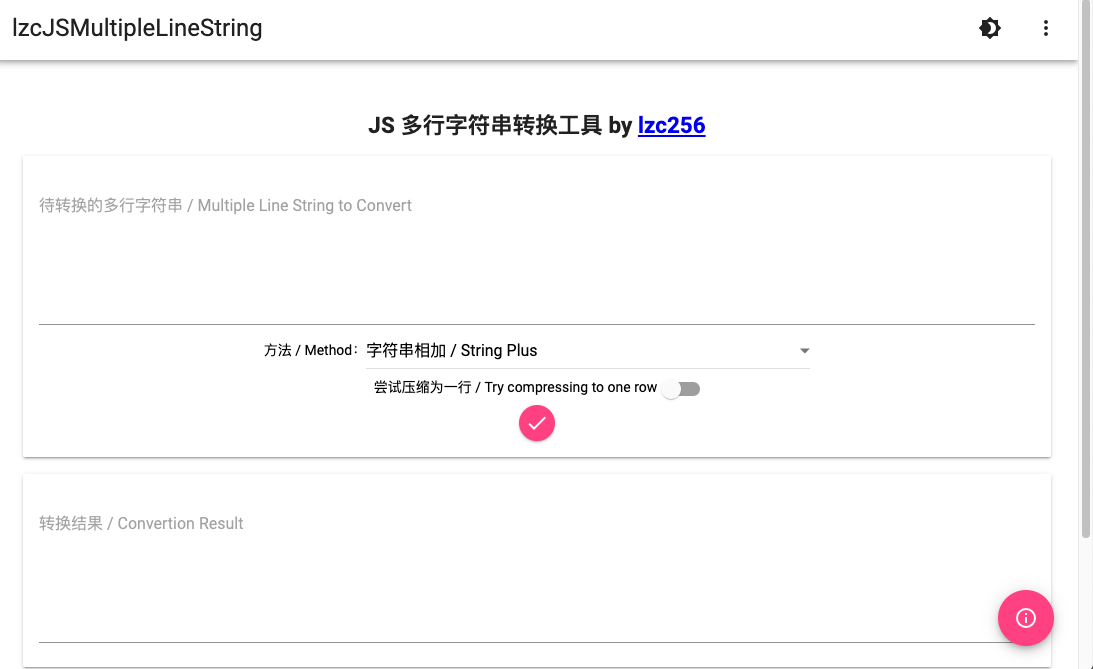 lzcJSMultipleLineString
JS 多行字符串转换工具 by lzc256
待转换的多行字符串 / Multiple Line String to Convert
方法 / Method： 字符串相加 / String Plus
尝试压缩为一行 / Try compressing to one row
转换结果 / Convertion Result